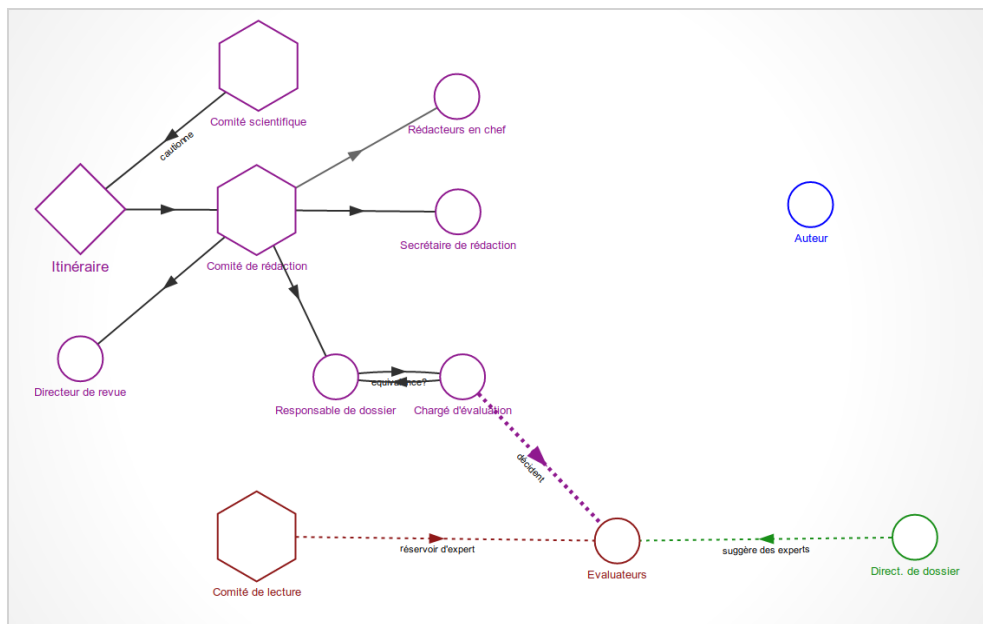 Comité scientifique
cautionne
Rédacteurs en chef
Itinéraire
Comité de rédaction
Secrétaire de rédaction
Auteur
Directeur de revue
equivalence?
Responsable de dossier
Chargé d'évaluation
décident
réservoir d'expert
suggère des experts
Comité de lecture
Evaluateurs
Direct. de dossier